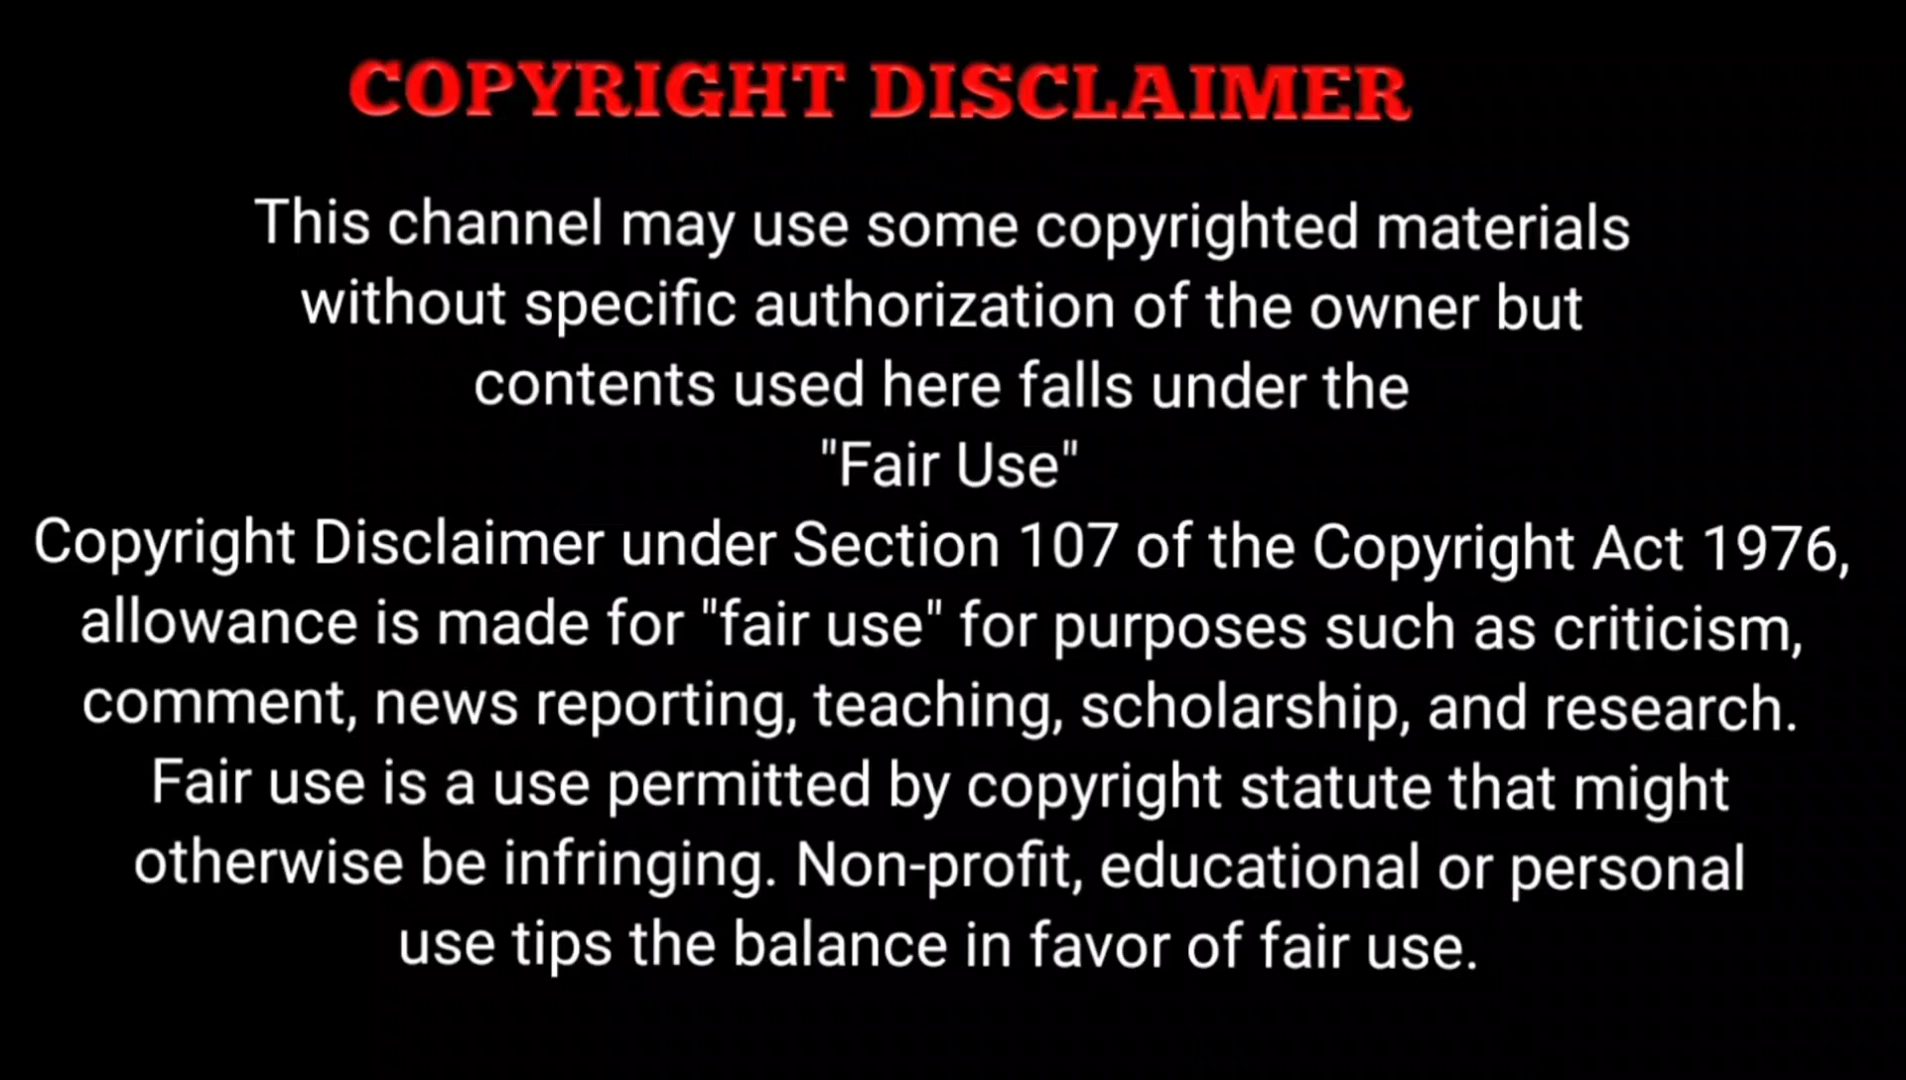 COPYRIGHT DISCLAIMER
This channel may use some copyrighted materials
without specific authorization of the owner but
contents used here falls under the
"Fair Use"
Copyright Disclaimer under Section 107 of the Copyright Act 1976,
allowance is made for "fair use" for purposes such as criticism,
comment, news reporting, teaching, scholarship, and research.
Fair use is a use permitted by copyright statute that might
otherwise be infringing. Non-profit, educational or personal
use tips the balance in favor of fair use.